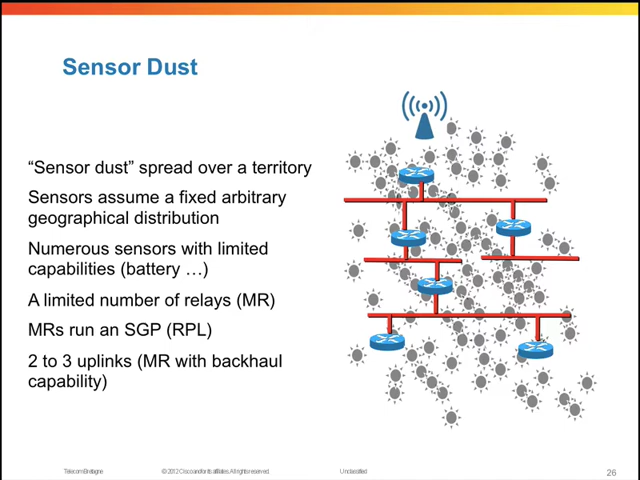 Sensor Dust
“Sensor dust” spread over a territory
Sensors assume a fixed arbitrary
geographical distribution
Numerous sensors with limited
capabilities (battery …)
A limited number of relays (MR)
MRs run an SGP (RPL)
2 to 3 uplinks (MR with backhaul
capability)
Telecom Bretagne © 2012 Cisco and/or its affiliates. All rights reserved. Unclassified 26